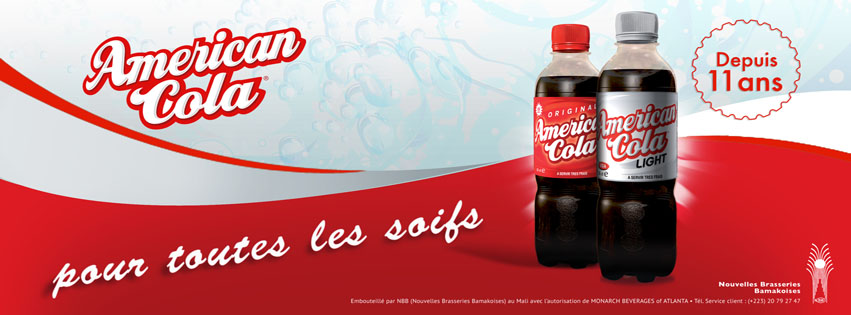 American
Cola®
Depuis
11 ans
ORIGINAL
American
Cola
A SERVIR TRES FRAIS
American
Cola
LIGHT
A SERVIR TRES FRAIS
pour toutes les soifs
Nouvelles Brasseries
Bamakoises
Embouteillé par NBB (Nouvelles Brasseries Bamakoises) au Mali avec l'autorisation de MONARCH BEVERAGES of ATLANTA • Tél. Service client : (+223) 20 79 27 47